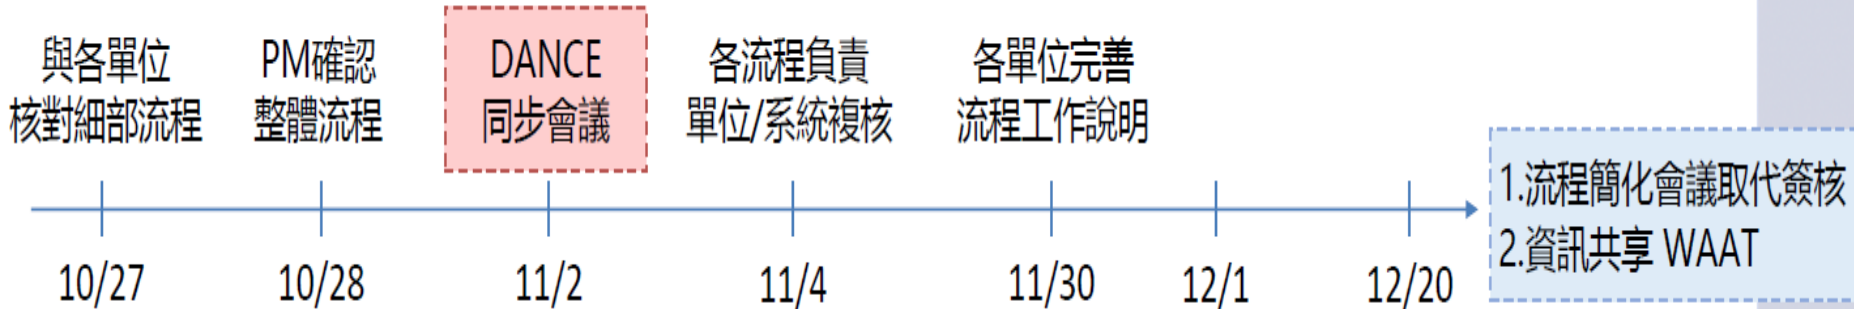 與各單位
核對細部流程
PM確認
整體流程
DANCE
同步會議
各流程負責
單位/系統複核
各單位完善
流程工作說明
1.流程簡化會議取代簽核
2.資訊共享 WAAT
10/27
10/28
11/2
11/4
11/30
12/1
12/20